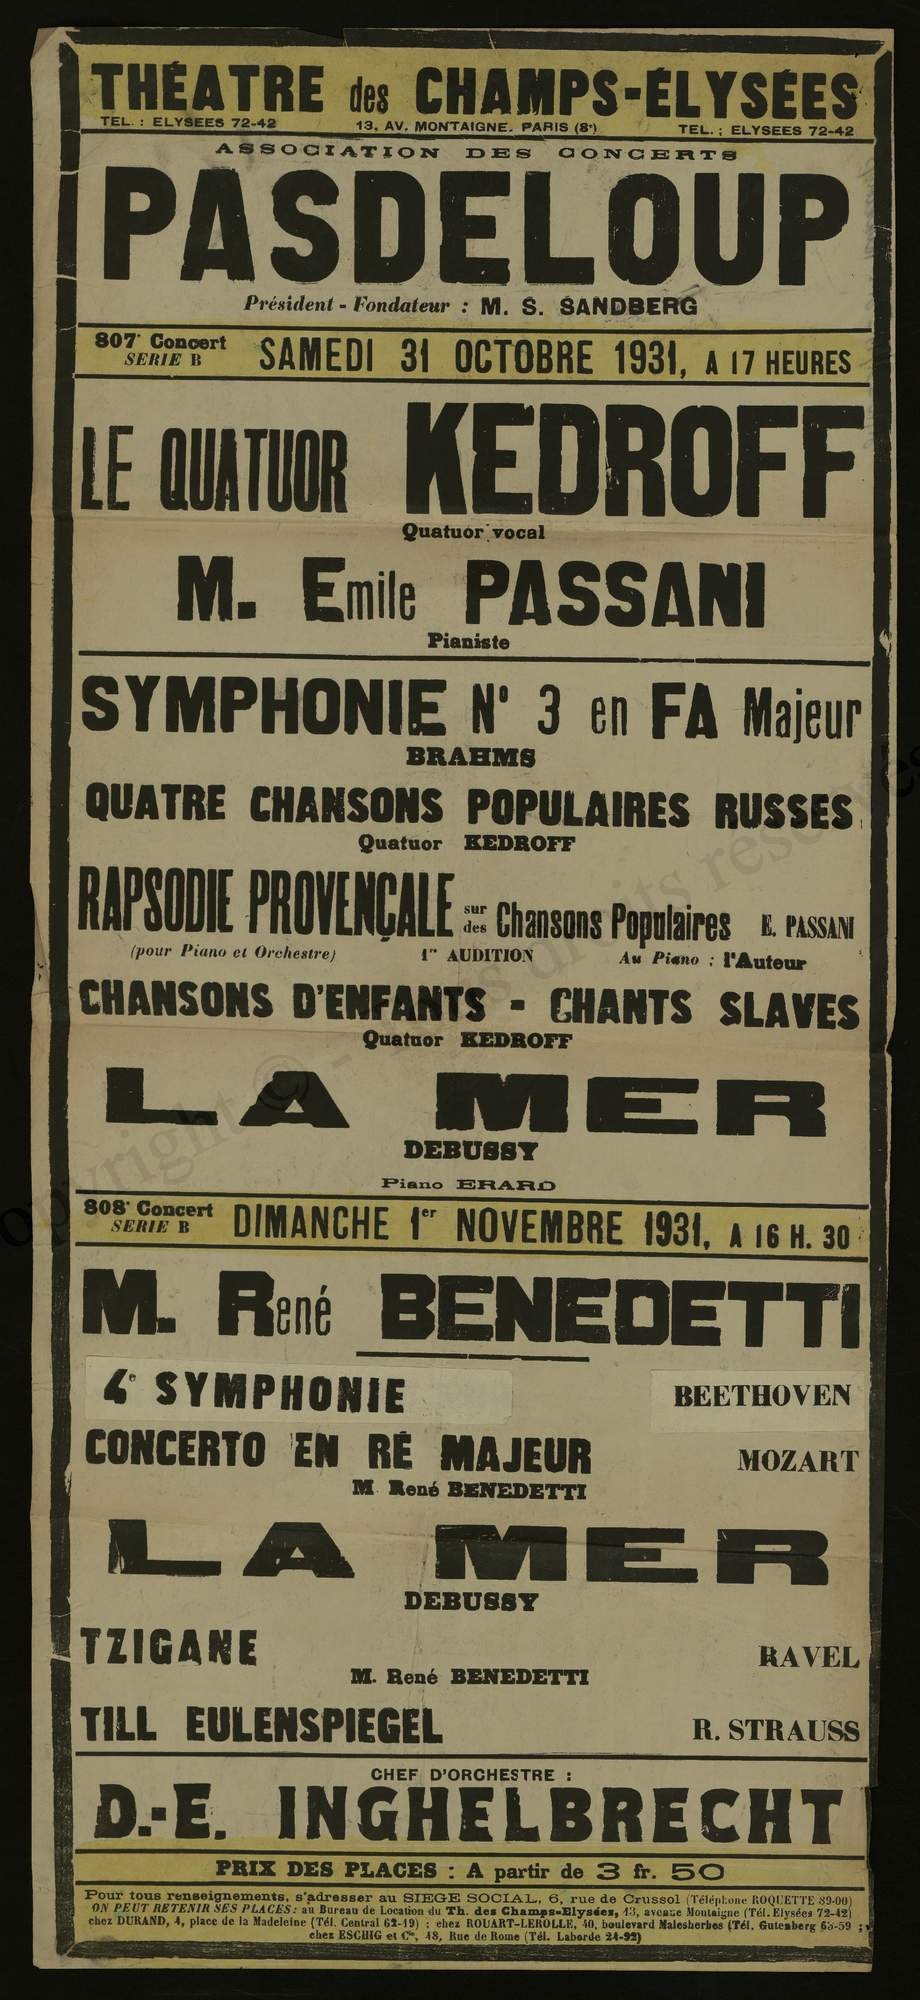 THÉATRE des CHAMPS-ÉLYSÉES
TEL. : ELYSEES 72-42 13, AV. MONTAIGNE. PARIS (8e) TEL. : ELYSEES 72-42
ASSOCIATION DES CONCERTS
PASDELOUP
Président - Fondateur : M. S. SANDBERG
807e Concert
SERIE B
SAMEDI 31 OCTOBRE 1931, A 17 HEURES
LE QUATUOR KEDROFF
Quatuor vocal
M. Emile PASSANI
Pianiste
SYMPHONIE N° 3 en FA Majeur
BRAHMS
QUATRE CHANSONS POPULAIRES RUSSES
Quatuor KEDROFF
RAPSODIE PROVENÇALE sur des Chansons Populaires E. PASSANI
(pour Piano et Orchestre) 1re AUDITION Au Piano : l'Auteur
CHANSONS D'ENFANTS - CHANTS SLAVES
Quatuor KEDROFF
LA MER
DEBUSSY
Piano ERARD
808e Concert
SERIE B
DIMANCHE 1er NOVEMBRE 1931, A 16 H. 30
M. René BENEDETTI
4e SYMPHONIE BEETHOVEN
CONCERTO EN RÉ MAJEUR MOZART
M. René BENEDETTI
LA MER
DEBUSSY
TZIGANE RAVEL
M. René BENEDETTI
TILL EULENSPIEGEL R. STRAUSS
CHEF D'ORCHESTRE :
D.-E. INGHELBRECHT
PRIX DES PLACES : A partir de 3 fr. 50
Pour tous renseignements, s'adresser au SIEGE SOCIAL, 6, rue de Crussol (Téléphone ROQUETTE 89-00)
ON PEUT RETENIR SES PLACES : au Bureau de Location du Th. des Champs-Elysées, 13, avenue Montaigne (Tél. Elysées 72-42)
chez DURAND, 4, place de la Madeleine (Tél. Central 62-19) ; chez ROUART-LEROLLE, 40, boulevard Malesherbes (Tél. Gutenberg 65-59 ;
chez ESCHIG et Cie, 48, Rue de Rome (Tél. Laborde 24-92)
opyright © - Tous droits réservés